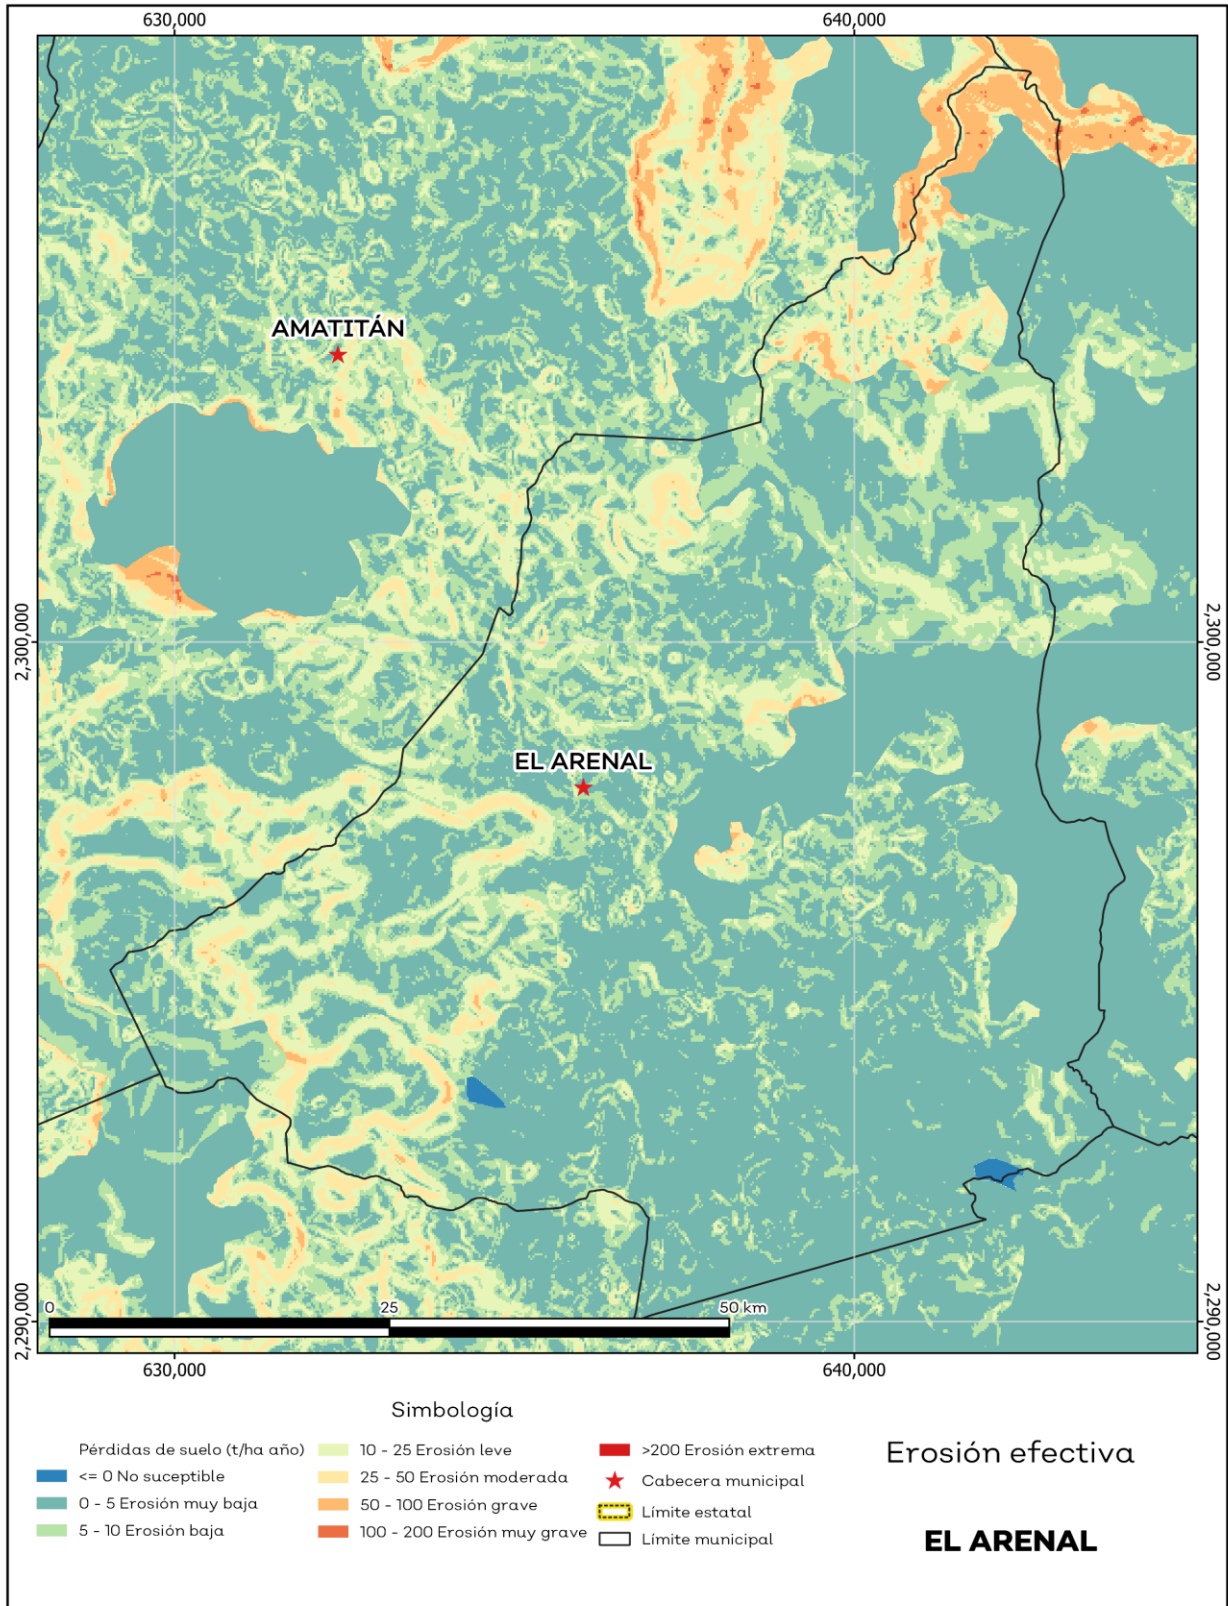 630,000 640,000
AMATITÁN
2,300,000 2,300,000
EL ARENAL
2,290,000 2,290,000
0 25 50 km
630,000 640,000
Simbología
Pérdidas de suelo (t/ha año)
<= 0 No suceptible
0 - 5 Erosión muy baja
5 - 10 Erosión baja
10 - 25 Erosión leve
25 - 50 Erosión moderada
50 - 100 Erosión grave
100 - 200 Erosión muy grave
>200 Erosión extrema
Cabecera municipal
Límite estatal
Límite municipal
Erosión efectiva
EL ARENAL